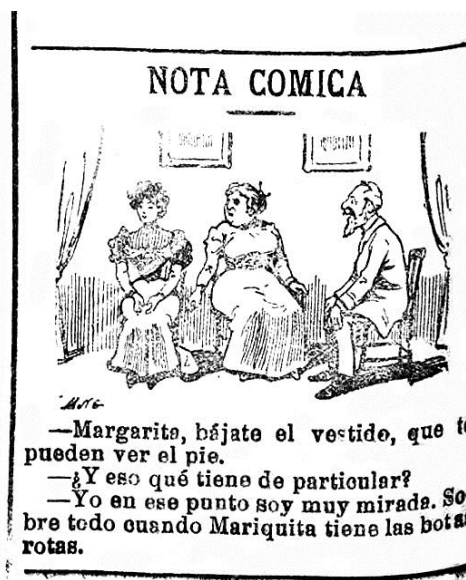 NOTA COMICA
—Margarita, bájate el vestido, que te
pueden ver el pie.
—¿Y eso qué tiene de particular?
—Yo en ese punto soy muy mirada. So
bre todo cuando Mariquita tiene las botas
rotas.